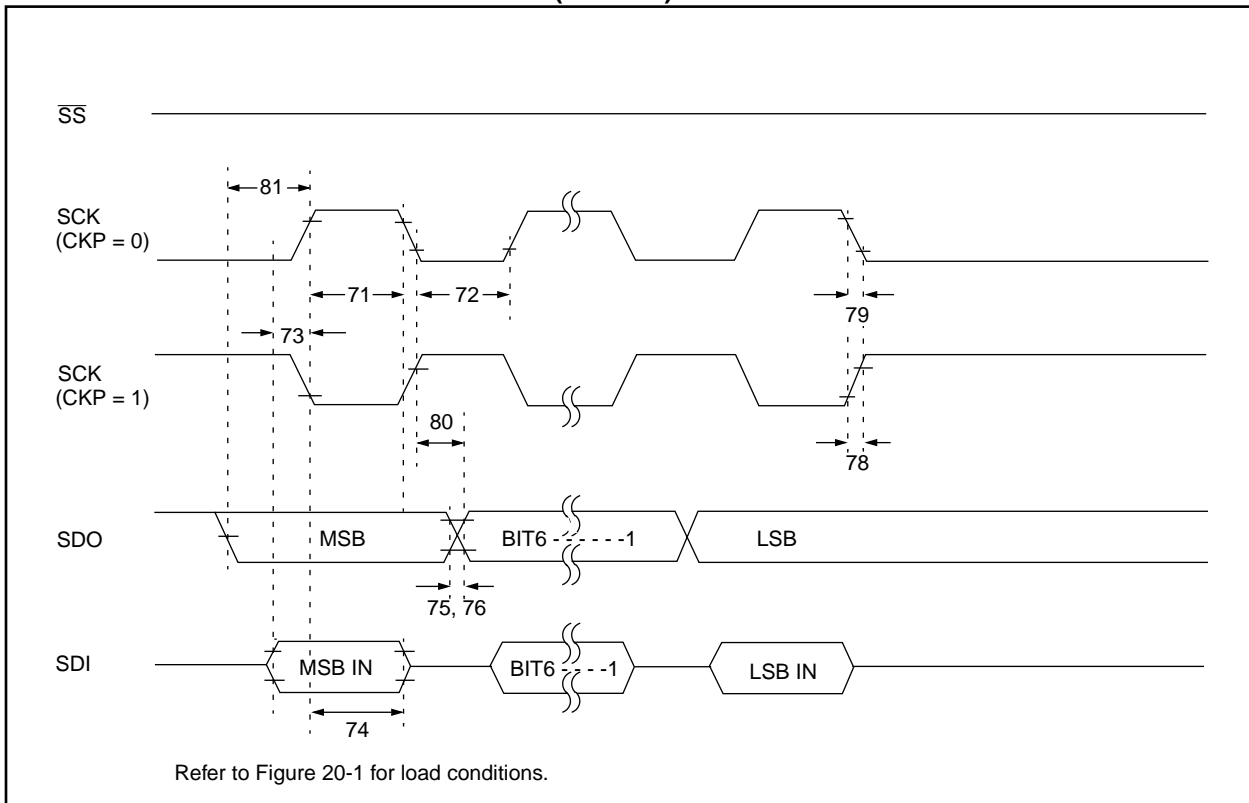 SS
81
SCK
(CKP = 0)
71
72
79
73
SCK
(CKP = 1)
80
78
SDO
MSB
BIT6 - - - - - -1
LSB
75, 76
SDI
MSB IN
BIT6 - - - - -1
LSB IN
74
Refer to Figure 20-1 for load conditions.